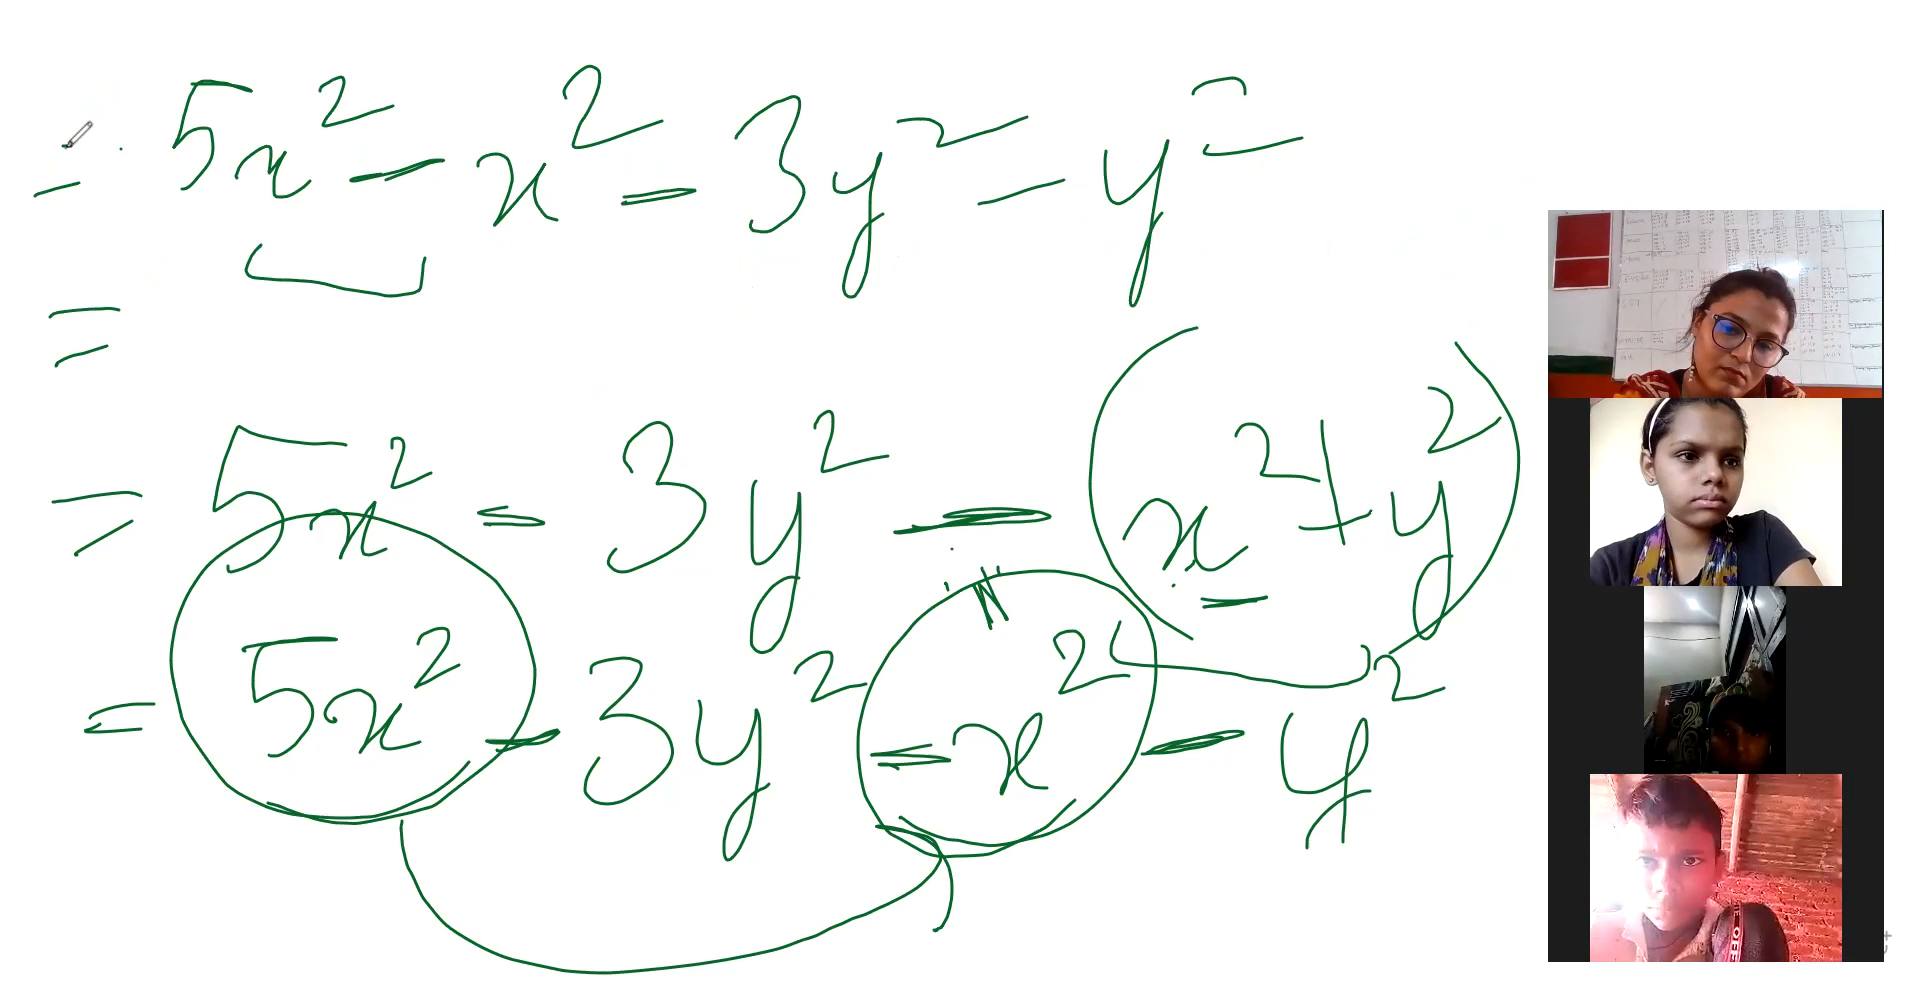 = 5x² - x² - 3y² - y²
=
= 5x² - 3y² - (x² + y²)
= 5x² - 3y² - x² - y²